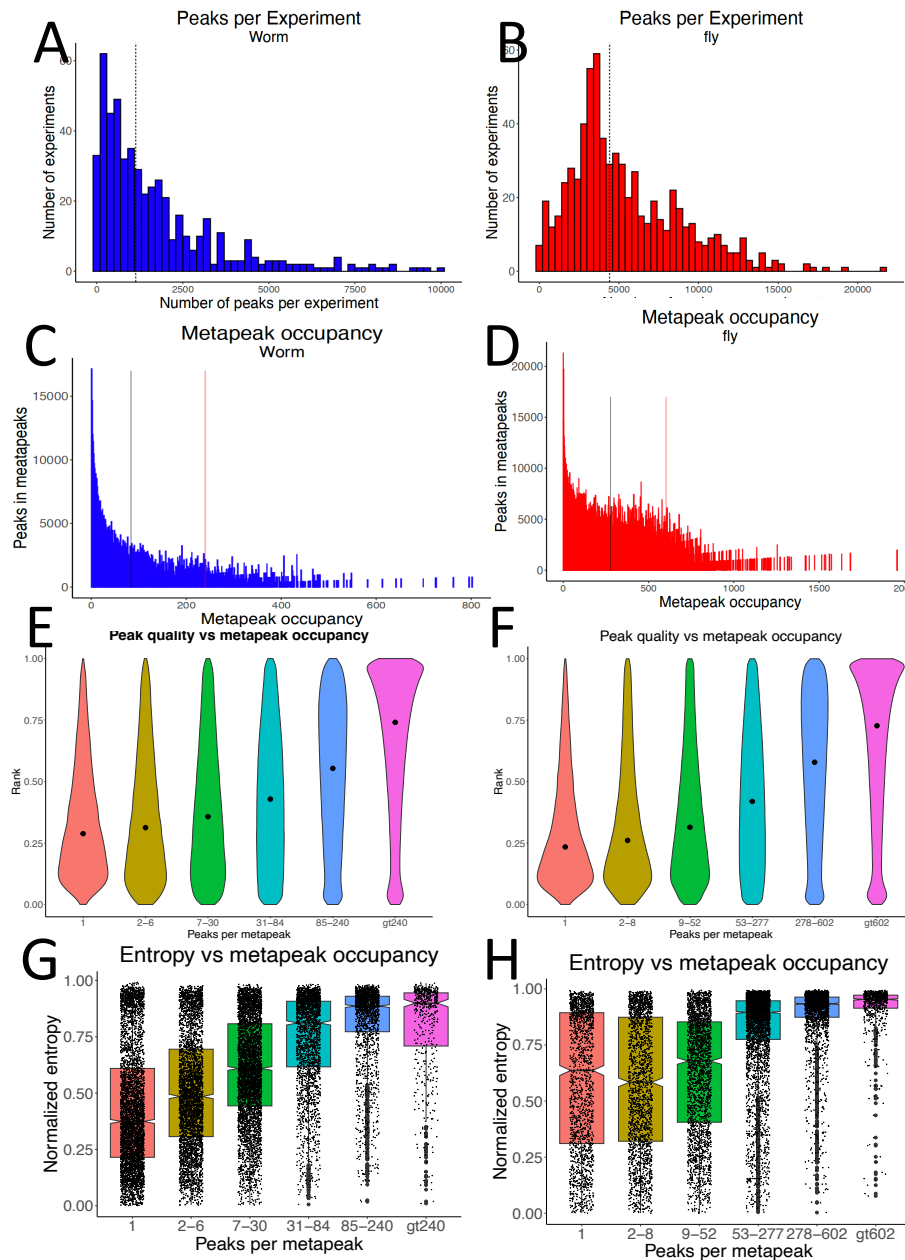 A
Peaks per Experiment
Worm
Number of experiments
60
40
20
0
0
2500
5000
7500
10000
Number of peaks per experiment
B
Peaks per Experiment
fly
Number of experiments
60
40
20
0
0
5000
10000
15000
20000
C
Metapeak occupancy
Worm
Peaks in meatapeaks
15000
10000
5000
0
0
200
400
600
800
Metapeak occupancy
D
Metapeak occupancy
fly
Peaks in meatapeaks
20000
15000
10000
5000
0
0
500
1000
1500
Metapeak occupancy
E
Peak quality vs metapeak occupancy
Rank
1.00
0.75
0.50
0.25
0.00
1
2–6
7–30
31–84
85–240
gt240
Peaks per metapeak
F
Peak quality vs metapeak occupancy
Rank
1.00
0.75
0.50
0.25
0.00
1
2–8
9–52
53–277
278–602
gt602
Peaks per metapeak
G
Entropy vs metapeak occupancy
Normalized entropy
1.00
0.75
0.50
0.25
0.00
1
2–6
7–30
31–84
85–240
gt240
Peaks per metapeak
H
Entropy vs metapeak occupancy
Normalized entropy
1.00
0.75
0.50
0.25
0.00
1
2–8
9–52
53–277
278–602
gt602
Peaks per metapeak